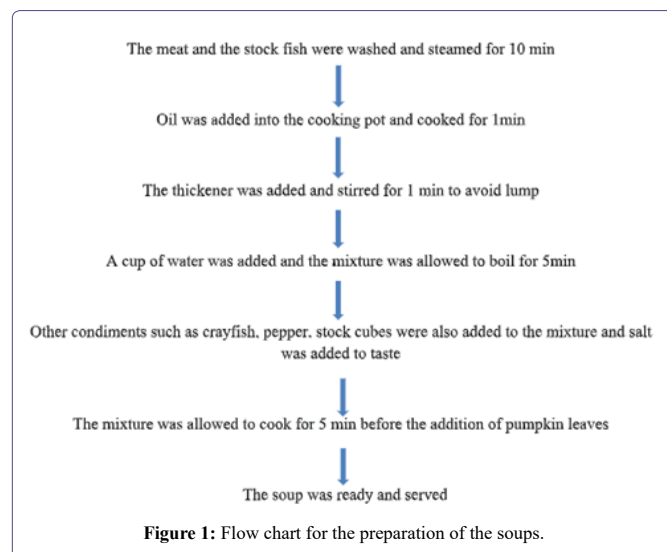 The meat and the stock fish were washed and steamed for 10 min
Oil was added into the cooking pot and cooked for 1min
The thickener was added and stirred for 1 min to avoid lump
A cup of water was added and the mixture was allowed to boil for 5min
Other condiments such as crayfish, pepper, stock cubes were also added to the mixture and salt
was added to taste
The mixture was allowed to cook for 5 min before the addition of pumpkin leaves
The soup was ready and served
Figure 1: Flow chart for the preparation of the soups.